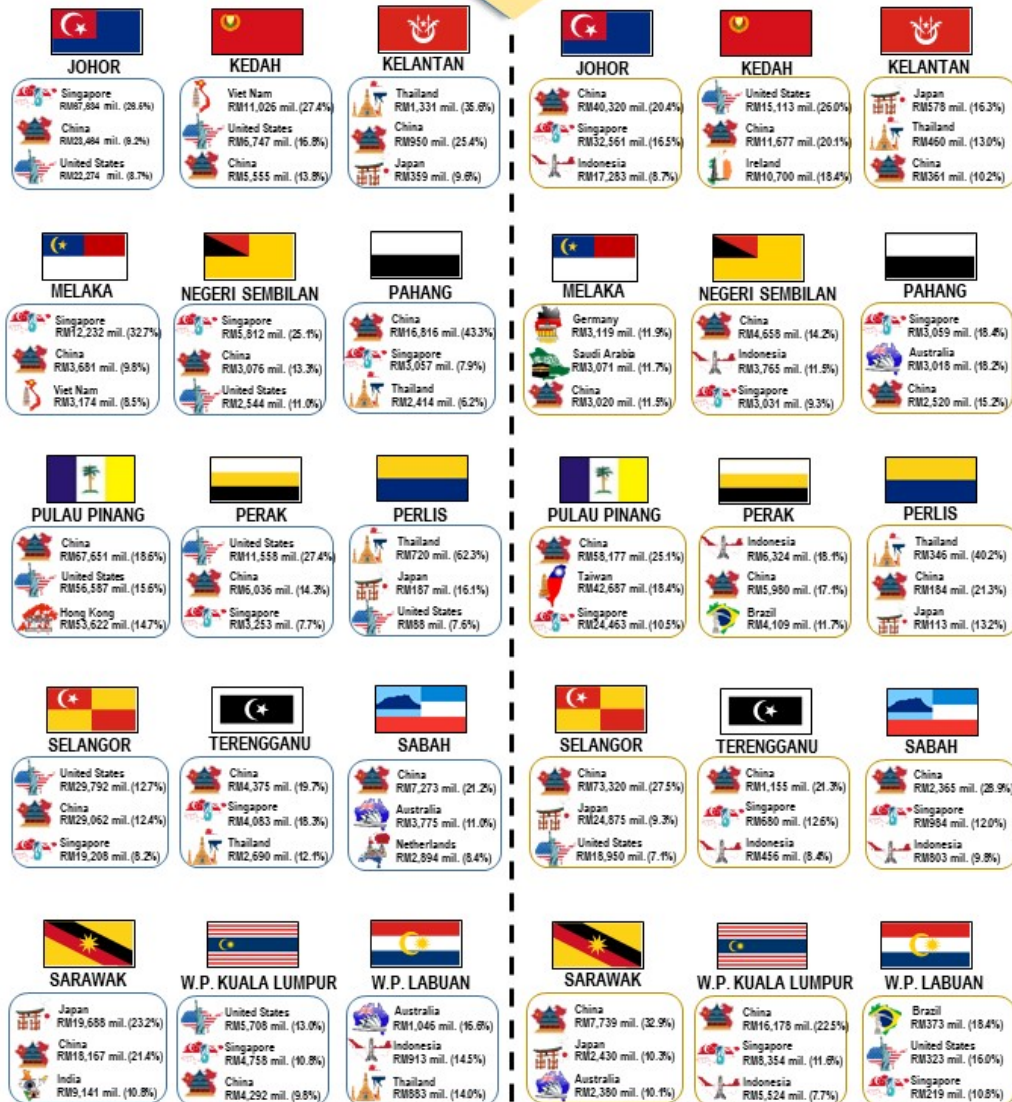 JOHOR
Singapore
RM67,684 mil. (26.6%)
China
RM23,464 mil. (9.2%)
United States
RM22,274 mil. (8.7%)
KEDAH
Viet Nam
RM11,026 mil. (27.4%)
United States
RM6,747 mil. (16.8%)
China
RM5,555 mil. (13.8%)
KELANTAN
Thailand
RM1,331 mil. (35.6%)
China
RM950 mil. (25.4%)
Japan
RM359 mil. (9.6%)
MELAKA
Singapore
RM12,232 mil. (32.7%)
China
RM3,681 mil. (9.8%)
Viet Nam
RM3,174 mil. (8.5%)
NEGERI SEMBILAN
Singapore
RM5,812 mil. (25.1%)
China
RM3,076 mil. (13.3%)
United States
RM2,544 mil. (11.0%)
PAHANG
China
RM16,816 mil. (43.3%)
Singapore
RM3,057 mil. (7.9%)
Thailand
RM2,414 mil. (6.2%)
PULAU PINANG
China
RM67,651 mil. (18.6%)
United States
RM56,587 mil. (15.6%)
Hong Kong
RM53,622 mil. (14.7%)
PERAK
United States
RM11,558 mil. (27.4%)
China
RM6,036 mil. (14.3%)
Singapore
RM3,253 mil. (7.7%)
PERLIS
Thailand
RM720 mil. (62.3%)
Japan
RM187 mil. (16.1%)
United States
RM88 mil. (7.6%)
SELANGOR
United States
RM29,792 mil. (12.7%)
China
RM29,062 mil. (12.4%)
Singapore
RM19,208 mil. (8.2%)
TERENGGANU
China
RM4,375 mil. (19.7%)
Singapore
RM4,083 mil. (18.3%)
Thailand
RM2,690 mil. (12.1%)
SABAH
China
RM7,273 mil. (21.2%)
Australia
RM3,775 mil. (11.0%)
Netherlands
RM2,894 mil. (8.4%)
SARAWAK
Japan
RM19,688 mil. (23.2%)
China
RM18,167 mil. (21.4%)
India
RM9,141 mil. (10.8%)
W.P. KUALA LUMPUR
United States
RM5,708 mil. (13.0%)
Singapore
RM4,758 mil. (10.8%)
China
RM4,292 mil. (9.8%)
W.P. LABUAN
Australia
RM1,046 mil. (16.6%)
Indonesia
RM913 mil. (14.5%)
Thailand
RM883 mil. (14.0%)
JOHOR
China
RM40,320 mil. (20.4%)
Singapore
RM32,561 mil. (16.5%)
Indonesia
RM17,283 mil. (8.7%)
KEDAH
United States
RM15,113 mil. (26.0%)
China
RM11,677 mil. (20.1%)
Ireland
RM10,700 mil. (18.4%)
KELANTAN
Japan
RM578 mil. (16.3%)
Thailand
RM460 mil. (13.0%)
China
RM361 mil. (10.2%)
MELAKA
Germany
RM3,119 mil. (11.9%)
Saudi Arabia
RM3,071 mil. (11.7%)
China
RM3,020 mil. (11.5%)
NEGERI SEMBILAN
China
RM4,658 mil. (14.2%)
Indonesia
RM3,765 mil. (11.5%)
Singapore
RM3,031 mil. (9.3%)
PAHANG
Singapore
RM3,059 mil. (18.4%)
Australia
RM3,018 mil. (18.2%)
China
RM2,520 mil. (15.2%)
PULAU PINANG
China
RM58,177 mil. (25.1%)
Taiwan
RM42,687 mil. (18.4%)
Singapore
RM24,463 mil. (10.5%)
PERAK
Indonesia
RM6,324 mil. (18.1%)
China
RM5,980 mil. (17.1%)
Brazil
RM4,109 mil. (11.7%)
PERLIS
Thailand
RM346 mil. (40.2%)
China
RM184 mil. (21.3%)
Japan
RM113 mil. (13.2%)
SELANGOR
China
RM73,320 mil. (27.5%)
Japan
RM24,875 mil. (9.3%)
United States
RM18,950 mil. (7.1%)
TERENGGANU
China
RM1,155 mil. (21.3%)
Singapore
RM680 mil. (12.6%)
Indonesia
RM456 mil. (8.4%)
SABAH
China
RM2,365 mil. (28.9%)
Singapore
RM984 mil. (12.0%)
Indonesia
RM803 mil. (9.8%)
SARAWAK
China
RM7,739 mil. (32.9%)
Japan
RM2,430 mil. (10.3%)
Australia
RM2,380 mil. (10.1%)
W.P. KUALA LUMPUR
China
RM16,178 mil. (22.5%)
Singapore
RM8,354 mil. (11.6%)
Indonesia
RM5,524 mil. (7.7%)
W.P. LABUAN
Brazil
RM373 mil. (18.4%)
United States
RM323 mil. (16.0%)
Singapore
RM219 mil. (10.8%)